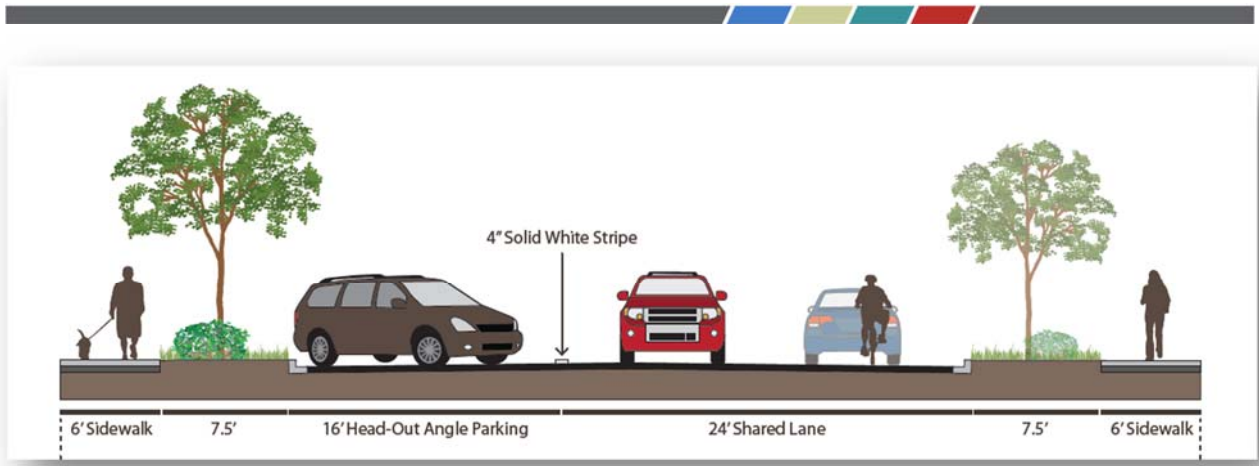 4" Solid White Stripe
6' Sidewalk
7.5'
16' Head-Out Angle Parking
24' Shared Lane
7.5'
6' Sidewalk